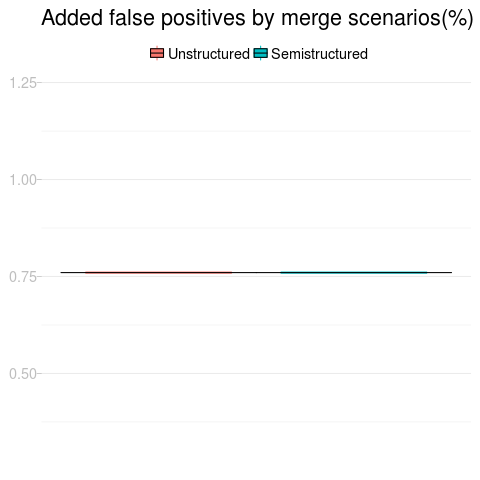 Added false positives by merge scenarios(%)
Unstructured Semistructured
1.25
1.00
0.75
0.50